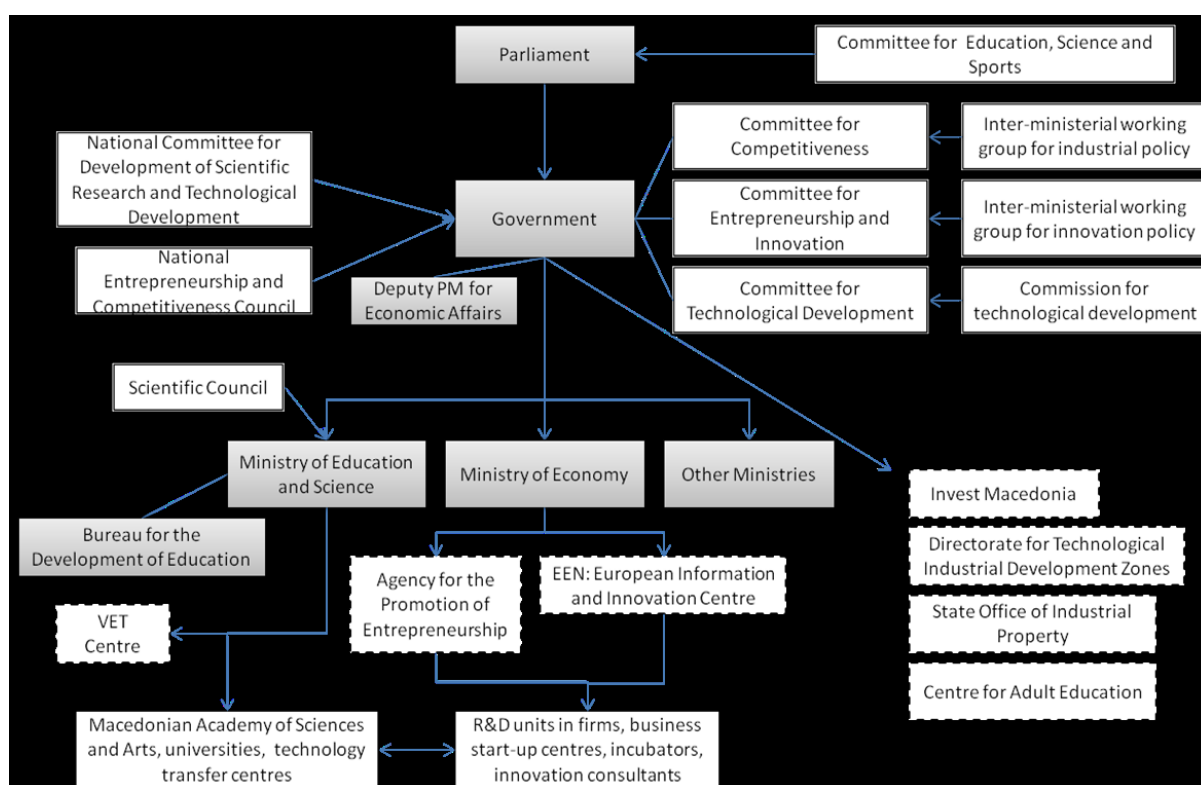 Parliament
Committee for Education, Science and
Sports
National Committee for
Development of Scientific
Research and Technological
Development
Committee for
Competitiveness
Inter-ministerial working
group for industrial policy
Government
Committee for
Entrepreneurship and
Innovation
Inter-ministerial working
group for innovation policy
National
Entrepreneurship and
Competitiveness Council
Deputy PM for
Economic Affairs
Committee for
Technological Development
Commission for
technological development
Scientific Council
Ministry of Education
and Science
Ministry of Economy
Other Ministries
Invest Macedonia
Bureau for the
Development of Education
Directorate for Technological
Industrial Development Zones
Agency for the
Promotion of
Entrepreneurship
EEN: European Information
and Innovation Centre
State Office of Industrial
Property
VET
Centre
Centre for Adult Education
Macedonian Academy of Sciences
and Arts, universities, technology
transfer centres
R&D units in firms, business
start-up centres, incubators,
innovation consultants